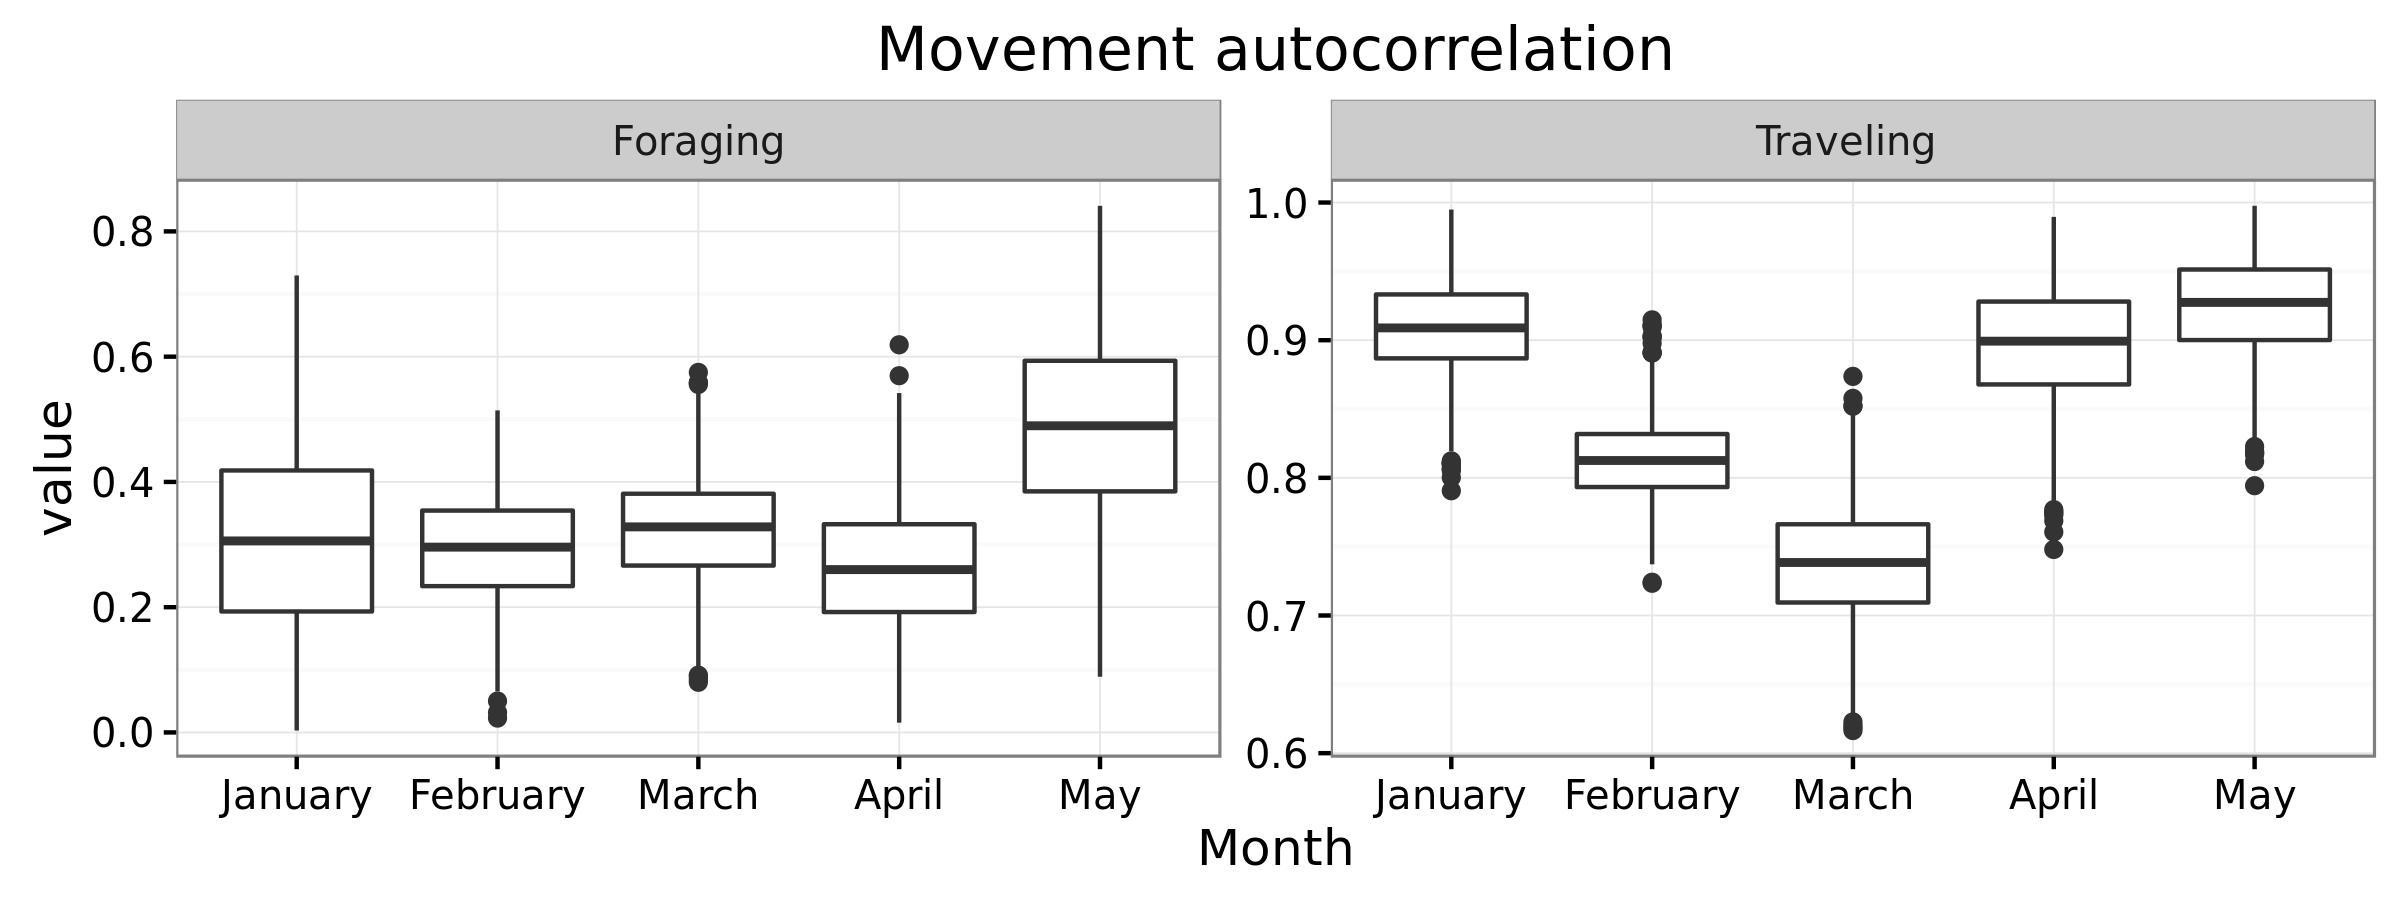 Movement autocorrelation
Foraging
Traveling
value
0.8
0.6
0.4
0.2
0.0
1.0
0.9
0.8
0.7
0.6
January February March April May
January February March April May
Month